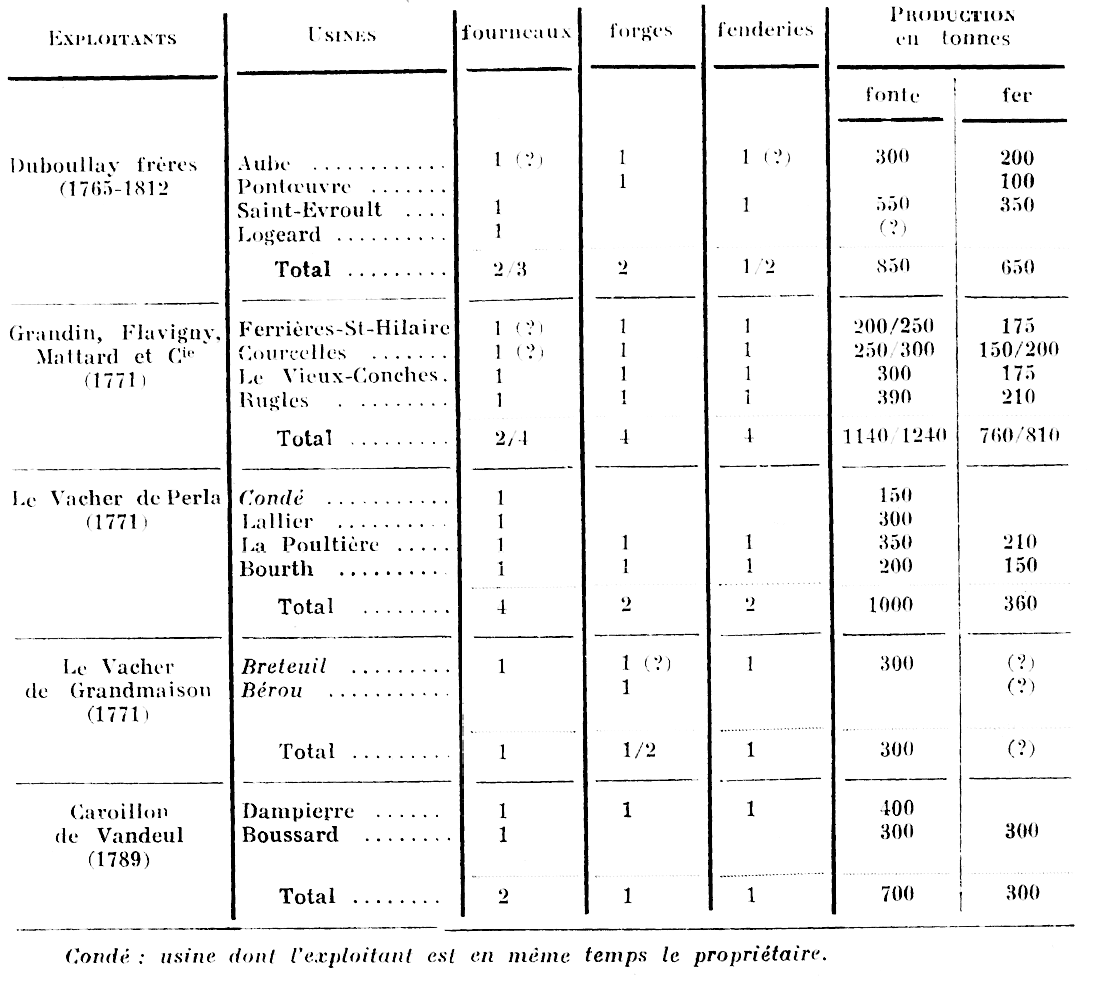 EXPLOITANTS USINES fourneaux forges fenderies PRODUCTION en tonnes
fonte fer
Duboullay frères Aube ............ 1 (?) 1 1 (?) 300 200
(1765-1812 Pontœuvre ....... 1 100
Saint-Evroult .... 1 1 550 350
Logeard .......... 1 (?)
Total ......... 2/3 2 1/2 850 650
Grandin, Flavigny, Ferrières-St-Hilaire 1 (?) 1 1 200/250 175
Mattard et Cie Courcelles ....... 1 (?) 1 1 250/300 150/200
(1771) Le Vieux-Conches. 1 1 1 300 175
Rugles . ........ 1 1 1 390 210
Total ......... 2/4 4 4 1140/1240 760/810
Le Vacher de Perla Condé ........... 1 150
(1771) Lallier .......... 1 300
La Poultière ..... 1 1 1 350 210
Bourth .......... 1 1 1 200 150
Total ........ 4 2 2 1000 360
Le Vacher Breteuil ......... 1 1 (?) 1 300 (?)
de Grandmaison Bérou ........... 1 (?)
(1771)
Total ......... 1 1/2 1 300 (?)
Caroillon Dampierre ...... 1 1 1 400
de Vandeul Boussard ........ 1 300 300
(1789)
Total ........ 2 1 1 700 300
Condé : usine dont l'exploitant est en même temps le propriétaire.